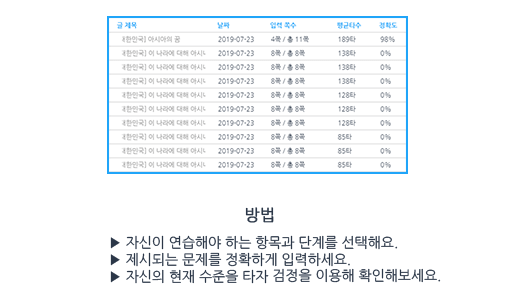 글 제목 날짜 입력 쪽수 평균타수 정확도
대한민국] 아시아의 꿈 2019-07-23 4쪽 / 총 11쪽 189타 98%
대한민국] 이 나라에 대해 아시나 2019-07-23 8쪽 / 총 8쪽 138타 0%
대한민국] 이 나라에 대해 아시나 2019-07-23 8쪽 / 총 8쪽 138타 0%
대한민국] 이 나라에 대해 아시나 2019-07-23 8쪽 / 총 8쪽 138타 0%
대한민국] 이 나라에 대해 아시나 2019-07-23 8쪽 / 총 8쪽 128타 0%
대한민국] 이 나라에 대해 아시나 2019-07-23 8쪽 / 총 8쪽 128타 0%
대한민국] 이 나라에 대해 아시나 2019-07-23 8쪽 / 총 8쪽 128타 0%
대한민국] 이 나라에 대해 아시나 2019-07-23 8쪽 / 총 8쪽 85타 0%
대한민국] 이 나라에 대해 아시나 2019-07-23 8쪽 / 총 8쪽 85타 0%
대한민국] 이 나라에 대해 아시나 2019-07-23 8쪽 / 총 8쪽 85타 0%
방법
▶ 자신이 연습해야 하는 항목과 단계를 선택해요.
▶ 제시되는 문제를 정확하게 입력하세요.
▶ 자신의 현재 수준을 타자 검정을 이용해 확인해보세요.